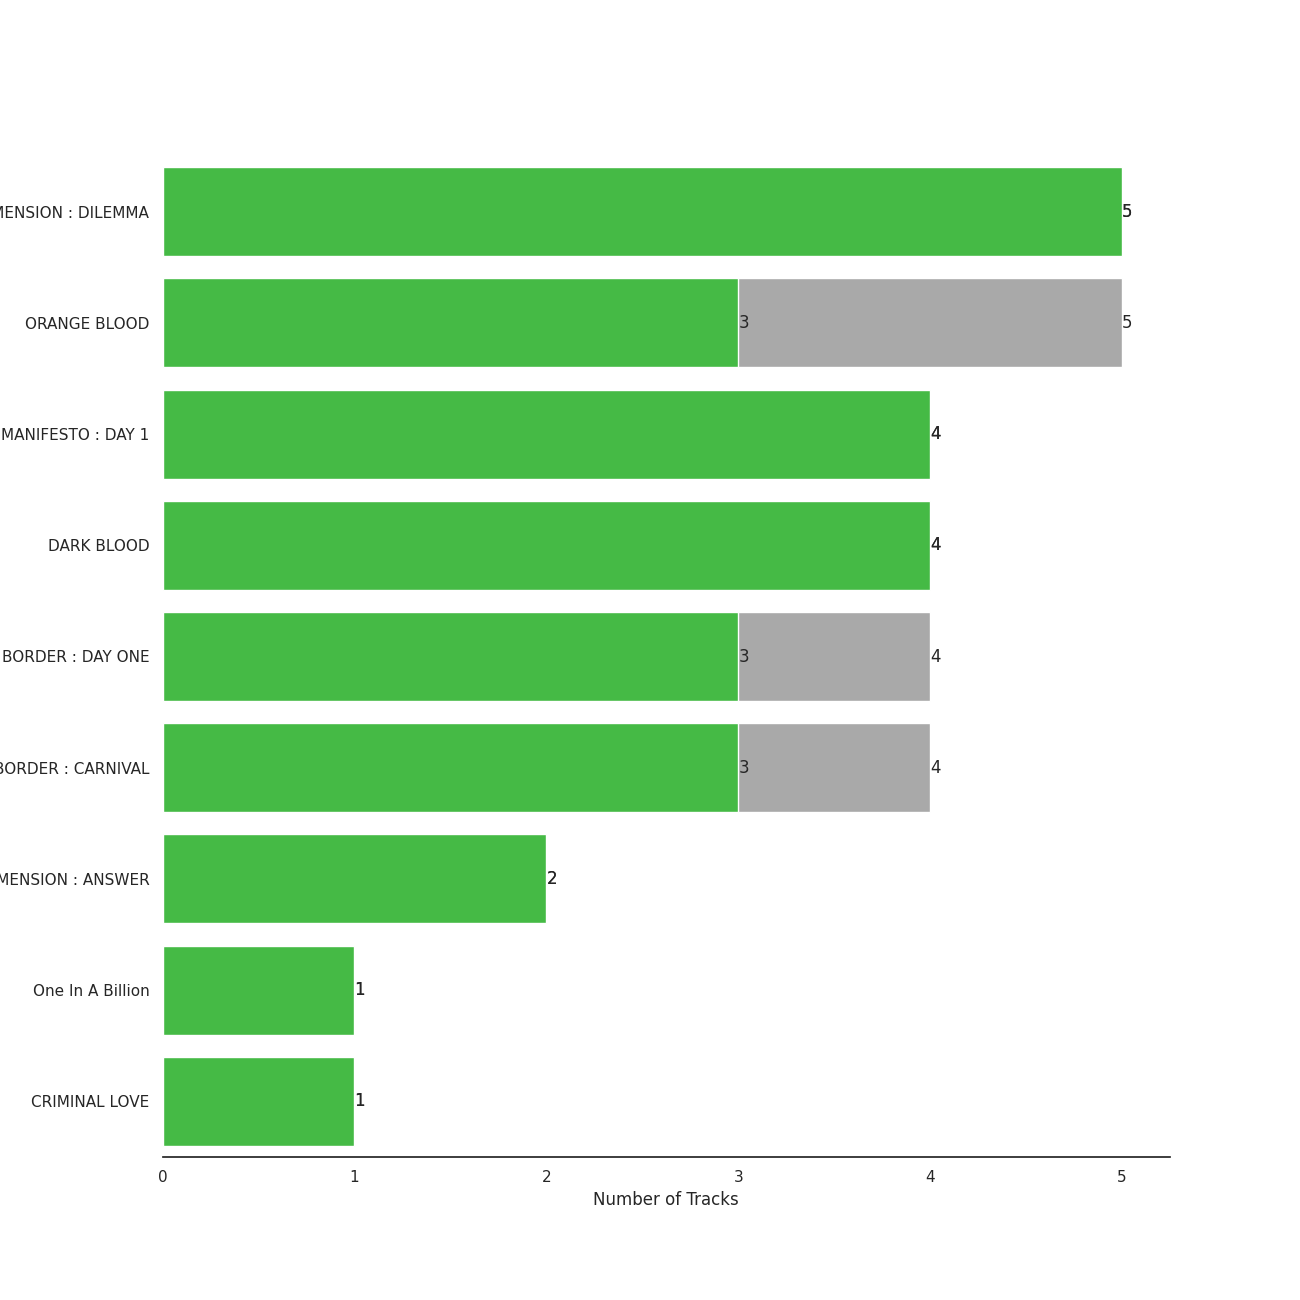 MENSION : DILEMMA 5
ORANGE BLOOD 3 5
MANIFESTO : DAY 1 4
DARK BLOOD 4
BORDER : DAY ONE 3 4
BORDER : CARNIVAL 3 4
MENSION : ANSWER 2
One In A Billion 1
CRIMINAL LOVE 1
0 1 2 3 4 5
Number of Tracks